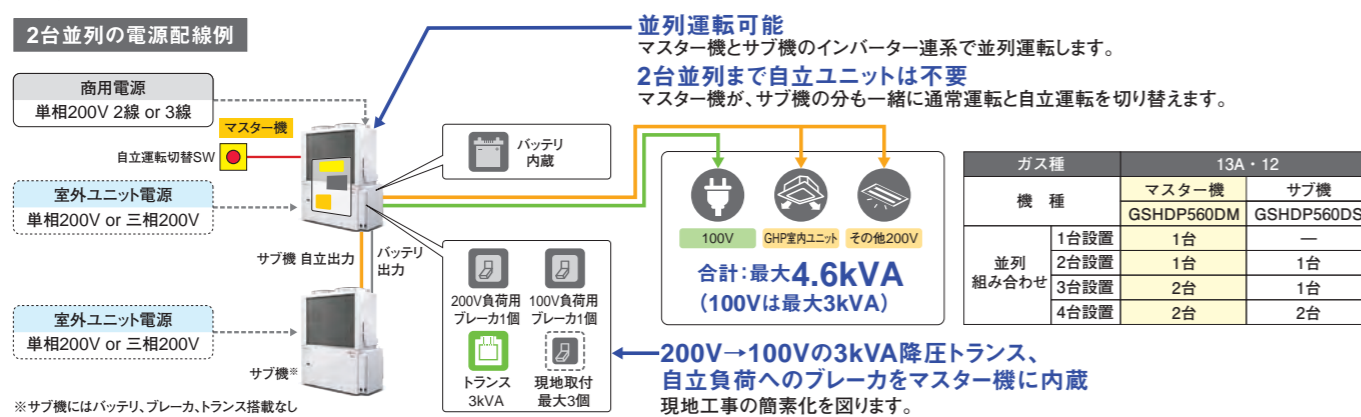 2台並列の電源配線例
商用電源
単相200V 2線 or 3線
マスター機
自立運転切替SW
室外ユニット電源
単相200V or 三相200V
サブ機 自立出力
バッテリ
出力
室外ユニット電源
単相200V or 三相200V
サブ機※
※サブ機にはバッテリ、ブレーカ、トランス搭載なし
並列運転可能
マスター機とサブ機のインバーター連系で並列運転します。
2台並列まで自立ユニットは不要
マスター機が、サブ機の分も一緒に通常運転と自立運転を切り替えます。
バッテリ
内蔵
200V負荷用
ブレーカ1個
100V負荷用
ブレーカ1個
トランス
3kVA
現地取付
最大3個
100V
GHP室内ユニット
その他200V
合計:最大4.6kVA
(100Vは最大3kVA)
200V→100Vの3kVA降圧トランス、
自立負荷へのブレーカをマスター機に内蔵
現地工事の簡素化を図ります。
ガス種 13A・12
機 種 マスター機 サブ機
GSHDP560DM GSHDP560DS
並列
組み合わせ
1台設置 1台 —
2台設置 1台 1台
3台設置 2台 1台
4台設置 2台 2台